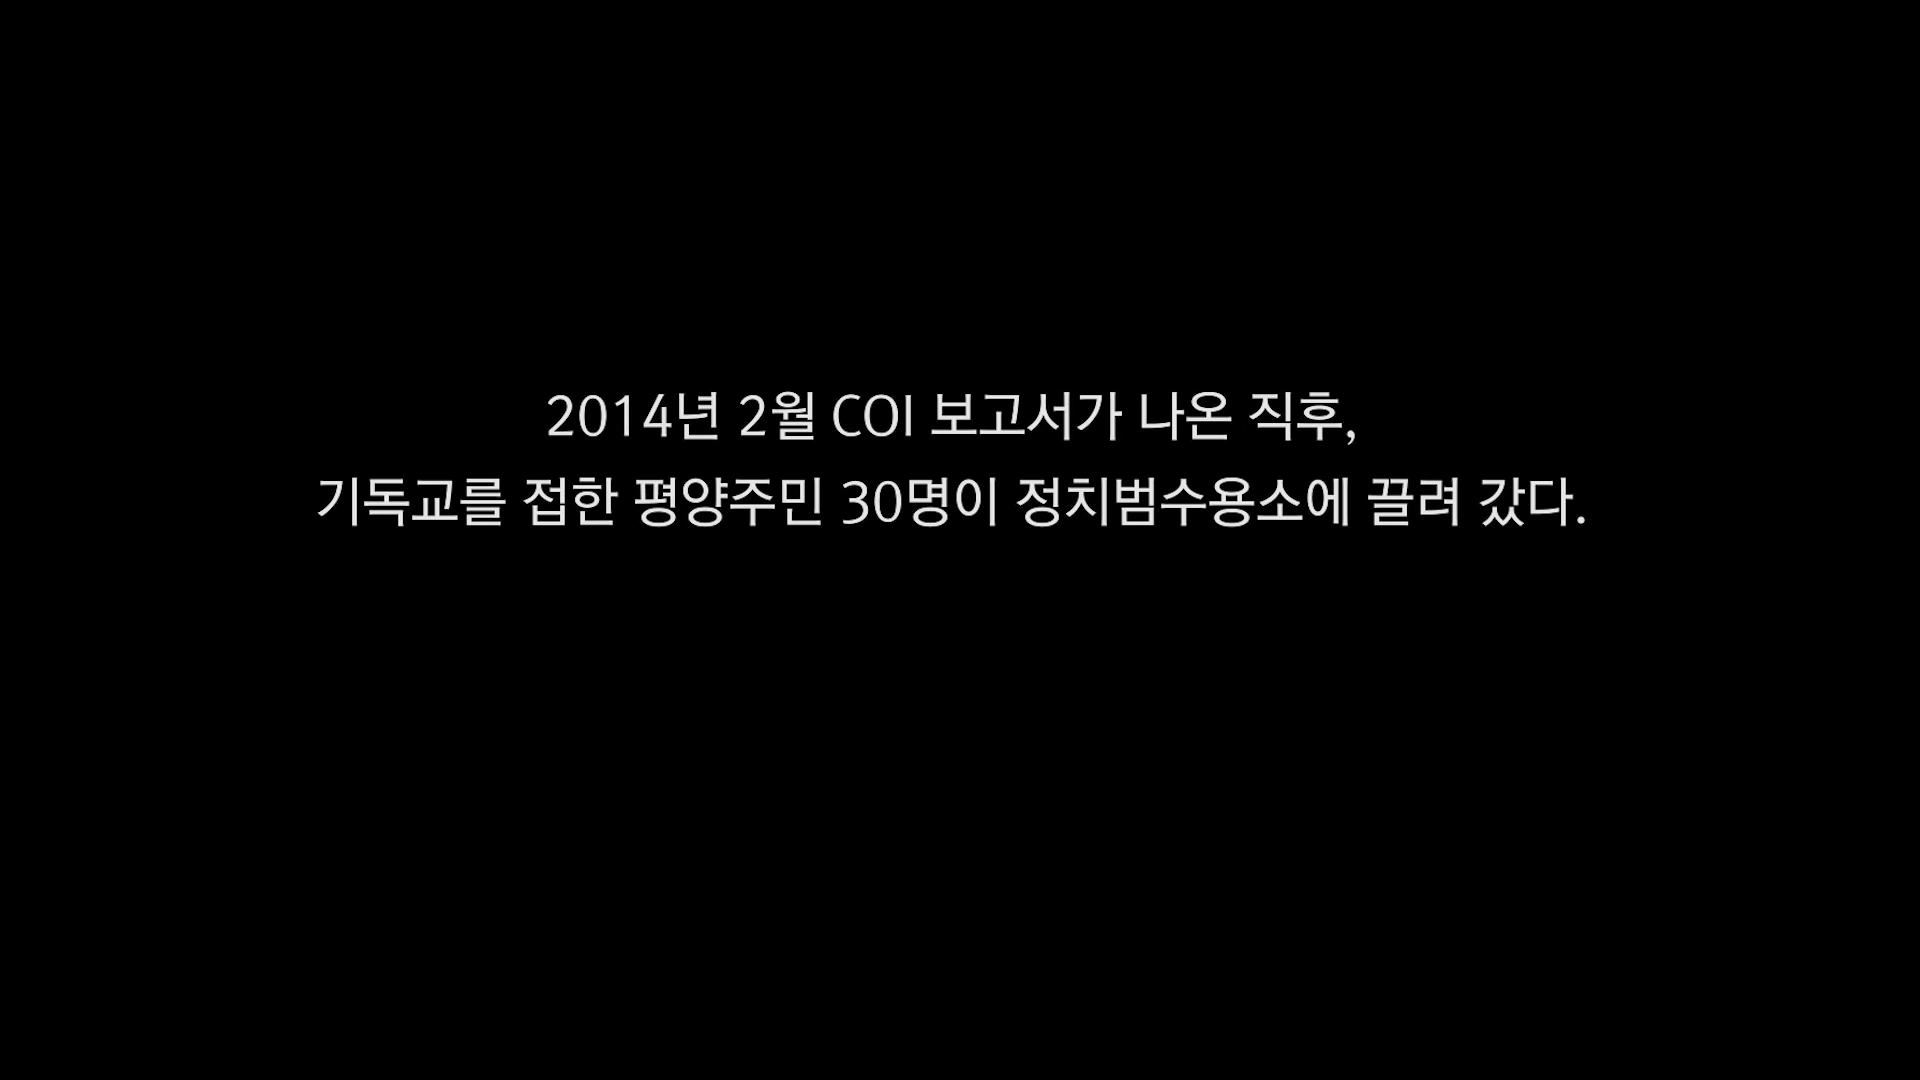 2014년 2월 COI 보고서가 나온 직후,
기독교를 접한 평양주민 30명이 정치범수용소에 끌려 갔다.